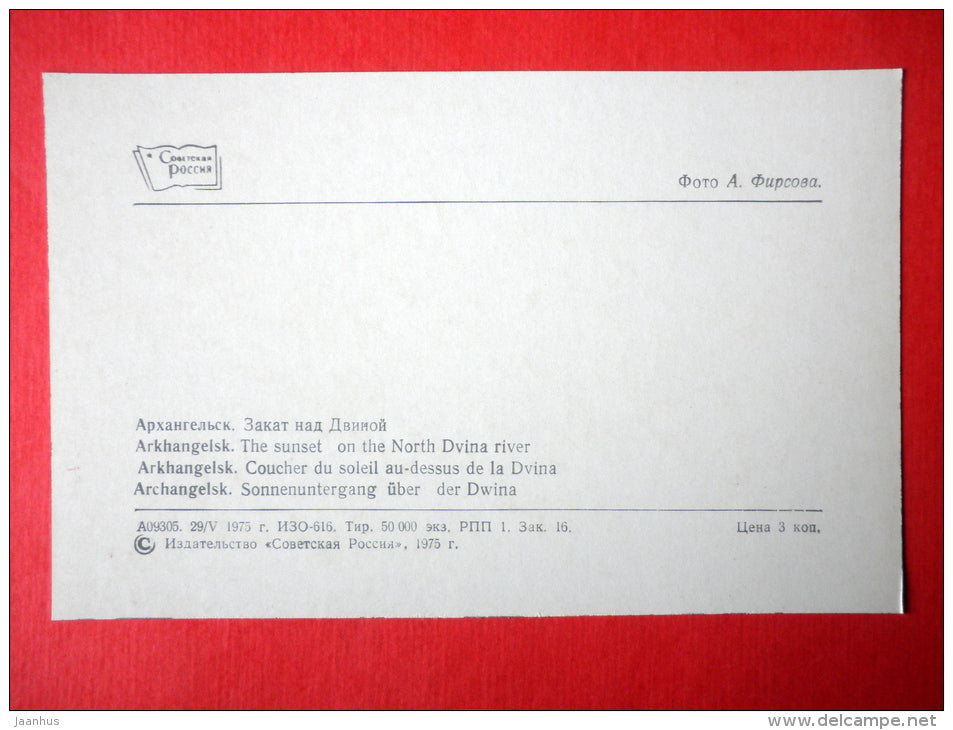 Советская
Россия
Фото А. Фирсова.
Архангельск. Закат над Двиной
Arkhangelsk. The sunset on the North Dvina river
Arkhangelsk. Coucher du soleil au-dessus de la Dvina
Archangelsk. Sonnenuntergang über der Dwina
А09305. 29/V 1975 г. ИЗО-616. Тир. 50 000 экз. РПП 1. Зак. 16. Цена 3 коп.
© Издательство «Советская Россия», 1975 г.
jaanhus
www.delcampe.net